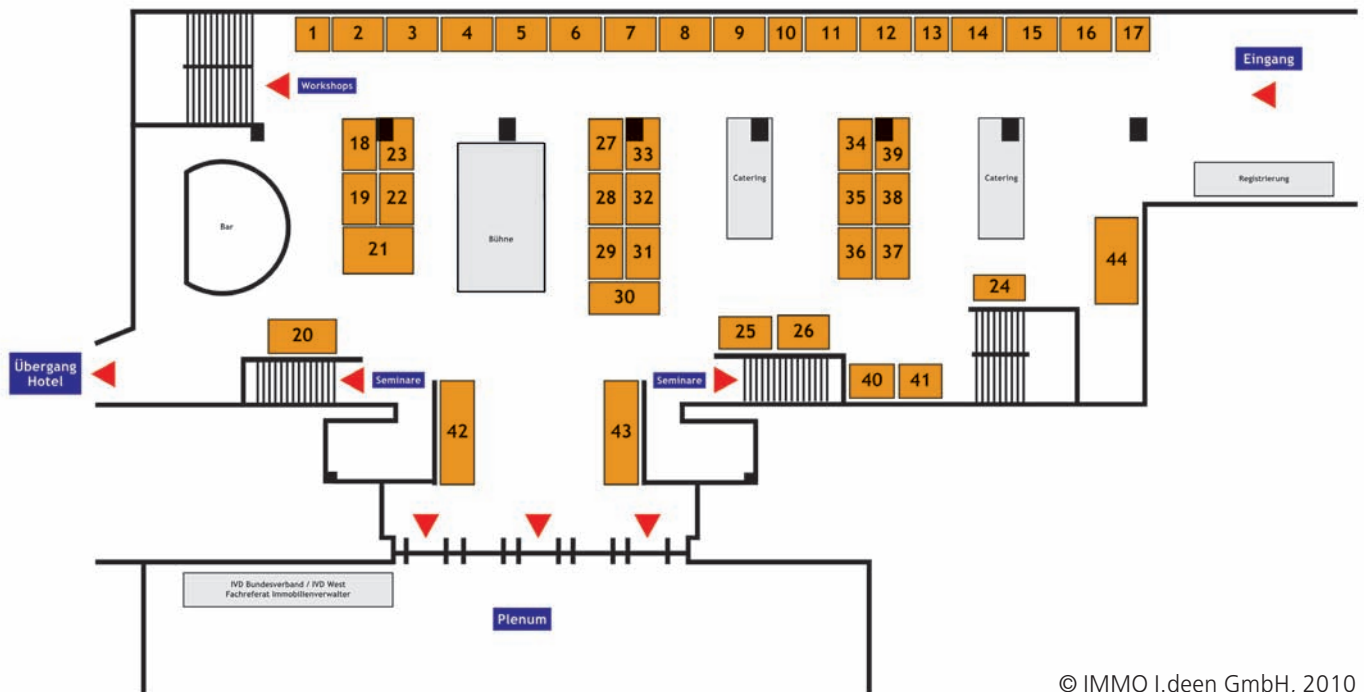 1 2 3 4 5 6 7 8 9 10 11 12 13 14 15 16 17
Eingang
Workshops
18 23 27 33 34 39
Catering
Catering
Registrierung
19 22 28 32 35 38
Bar
Bühne
21 29 31 36 37 44
30 24
20 25 26
Übergang
Hotel
Seminare
Seminare
40 41
42 43
IVD Bundesverband / IVD West
Fachreferat Immobilienverwalter
Plenum
© IMMO I.deen GmbH, 2010